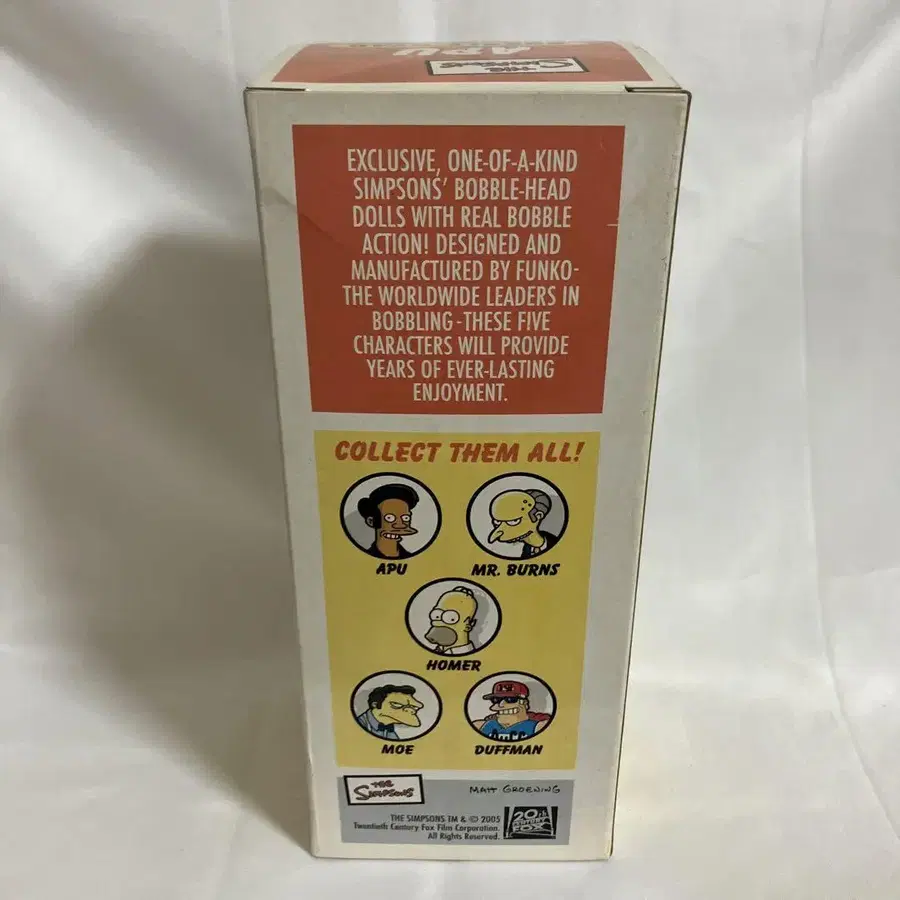 APU
THE
Simpsons
EXCLUSIVE, ONE-OF-A-KIND
SIMPSONS' BOBBLE-HEAD
DOLLS WITH REAL BOBBLE
ACTION! DESIGNED AND
MANUFACTURED BY FUNKO-
THE WORLDWIDE LEADERS IN
BOBBLING-THESE FIVE
CHARACTERS WILL PROVIDE
YEARS OF EVER-LASTING
ENJOYMENT.
COLLECT THEM ALL!
APU
MR. BURNS
HOMER
MOE
DUFFMAN
THE
Simpsons
MATT GROENING
THE SIMPSONS TM & © 2005
Twentieth Century Fox Film Corporation.
All Rights Reserved.
20th
CENTURY
FOX